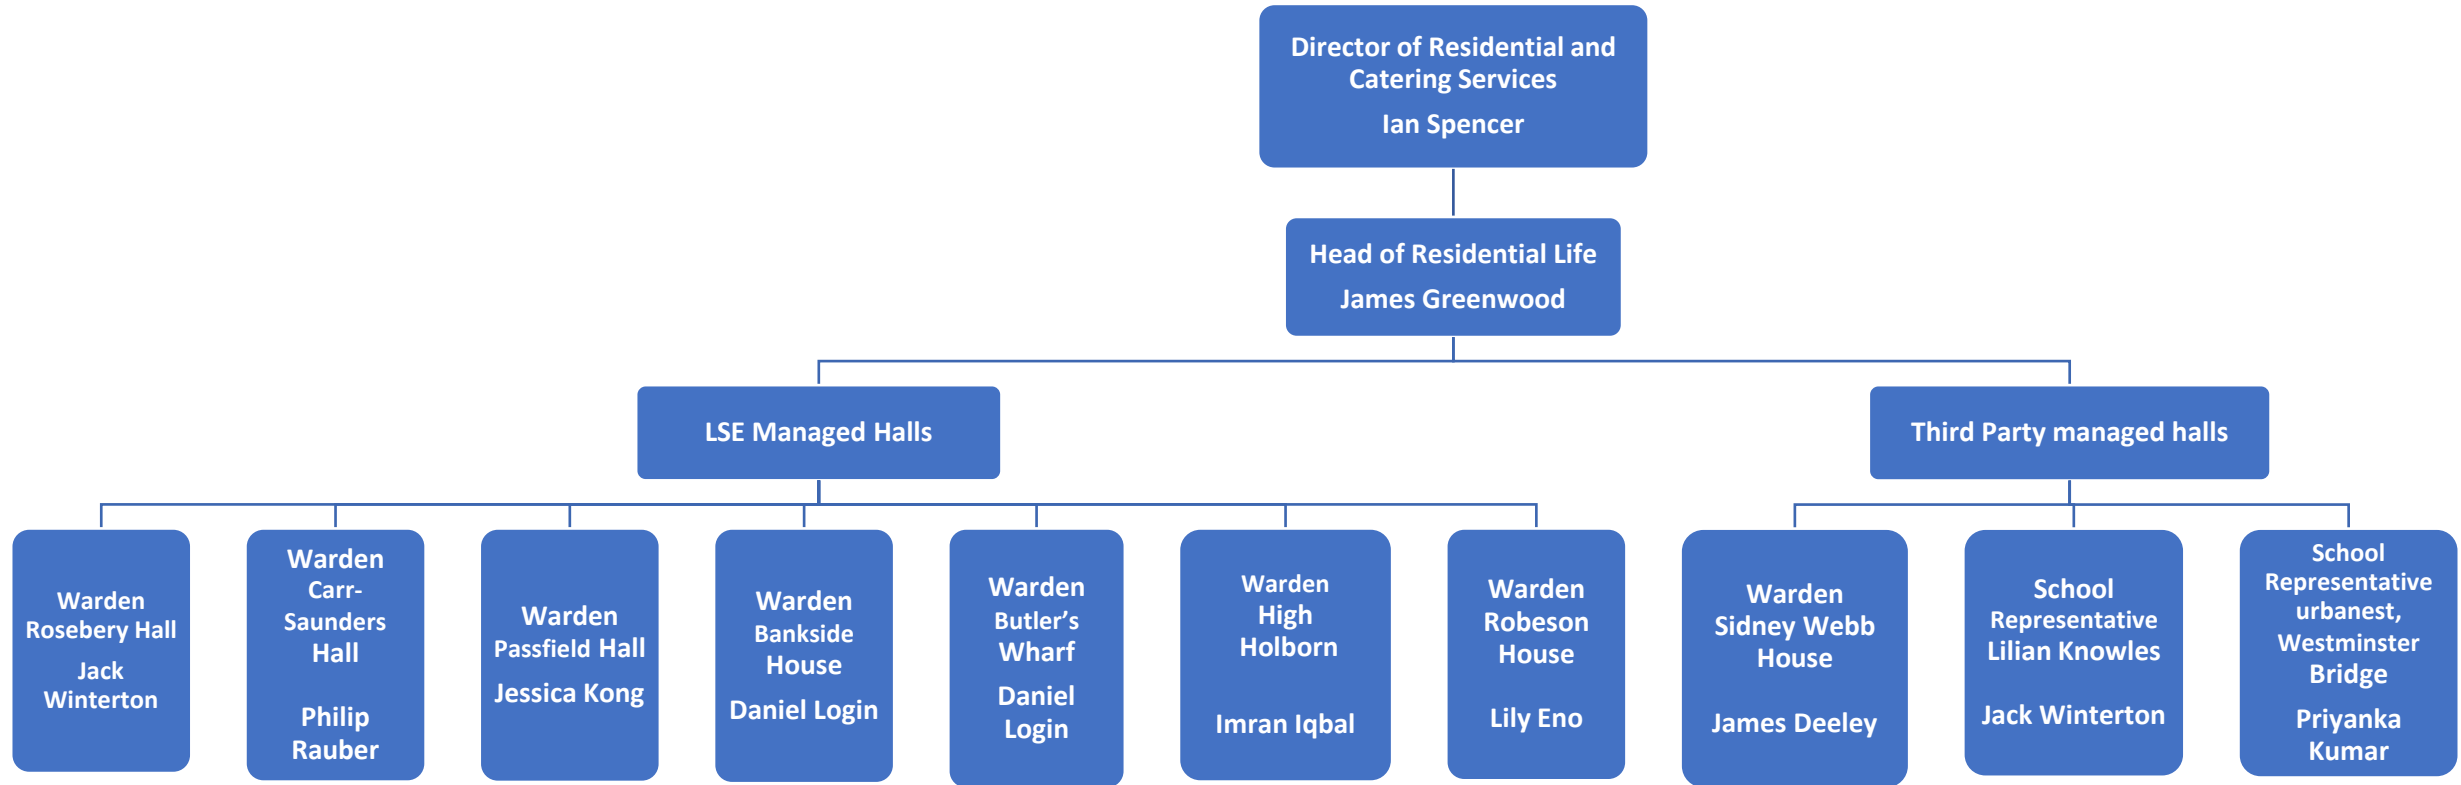 Director of Residential and
Catering Services
Ian Spencer
Head of Residential Life
James Greenwood
LSE Managed Halls
Third Party managed halls
Warden
Rosebery Hall
Jack
Winterton
Warden
Carr-
Saunders
Hall
Philip
Rauber
Warden
Passfield Hall
Jessica Kong
Warden
Bankside
House
Daniel Login
Warden
Butler’s
Wharf
Daniel
Login
Warden
High
Holborn
Imran Iqbal
Warden
Robeson
House
Lily Eno
Warden
Sidney Webb
House
James Deeley
School
Representative
Lilian Knowles
Jack Winterton
School
Representative
urbanest,
Westminster
Bridge
Priyanka
Kumar